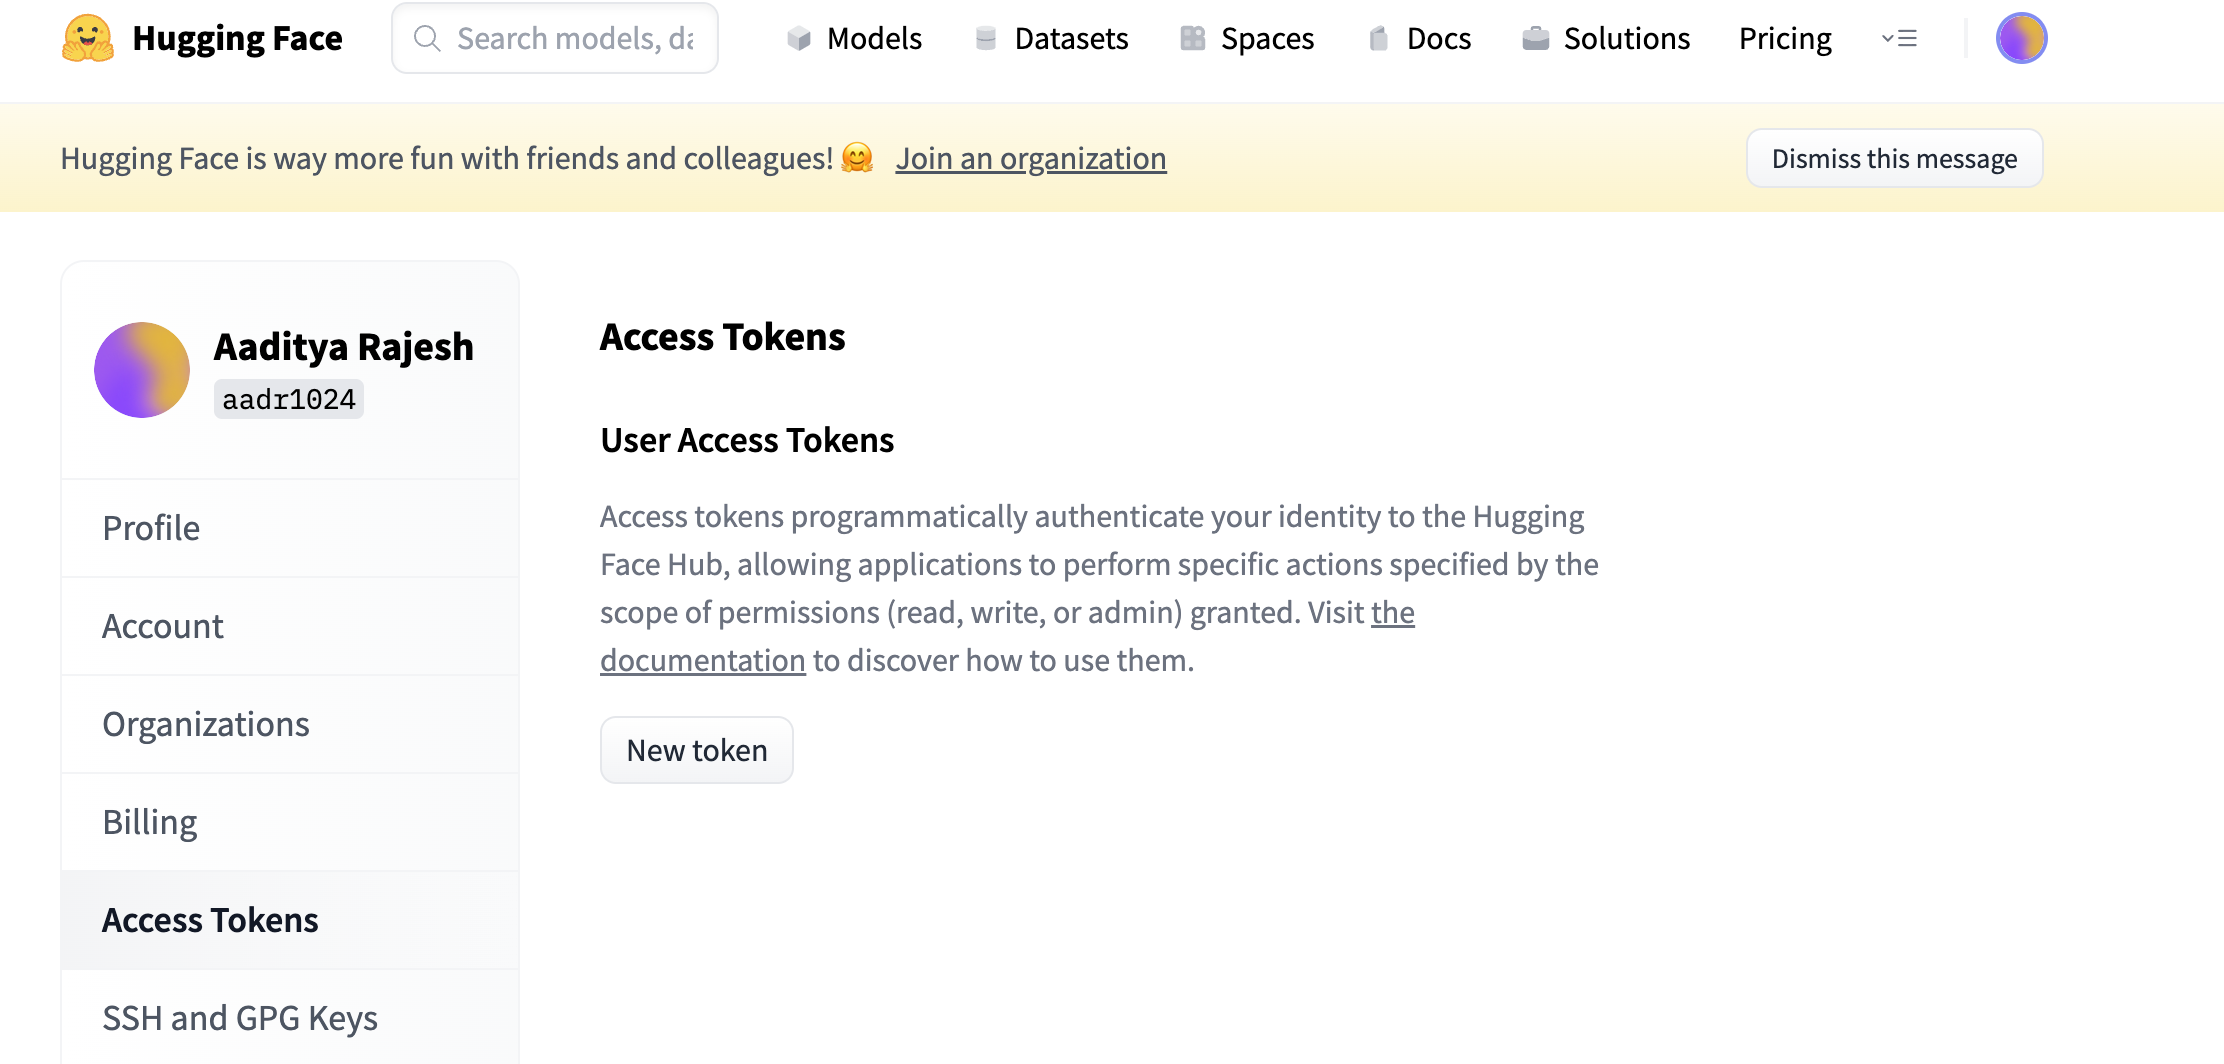 Hugging Face
Search models, da
Models
Datasets
Spaces
Docs
Solutions
Pricing
Hugging Face is way more fun with friends and colleagues! 🤗 Join an organization
Dismiss this message
Aaditya Rajesh
aadr1024
Profile
Account
Organizations
Billing
Access Tokens
SSH and GPG Keys
Access Tokens
User Access Tokens
Access tokens programmatically authenticate your identity to the Hugging
Face Hub, allowing applications to perform specific actions specified by the
scope of permissions (read, write, or admin) granted. Visit the
documentation to discover how to use them.
New token